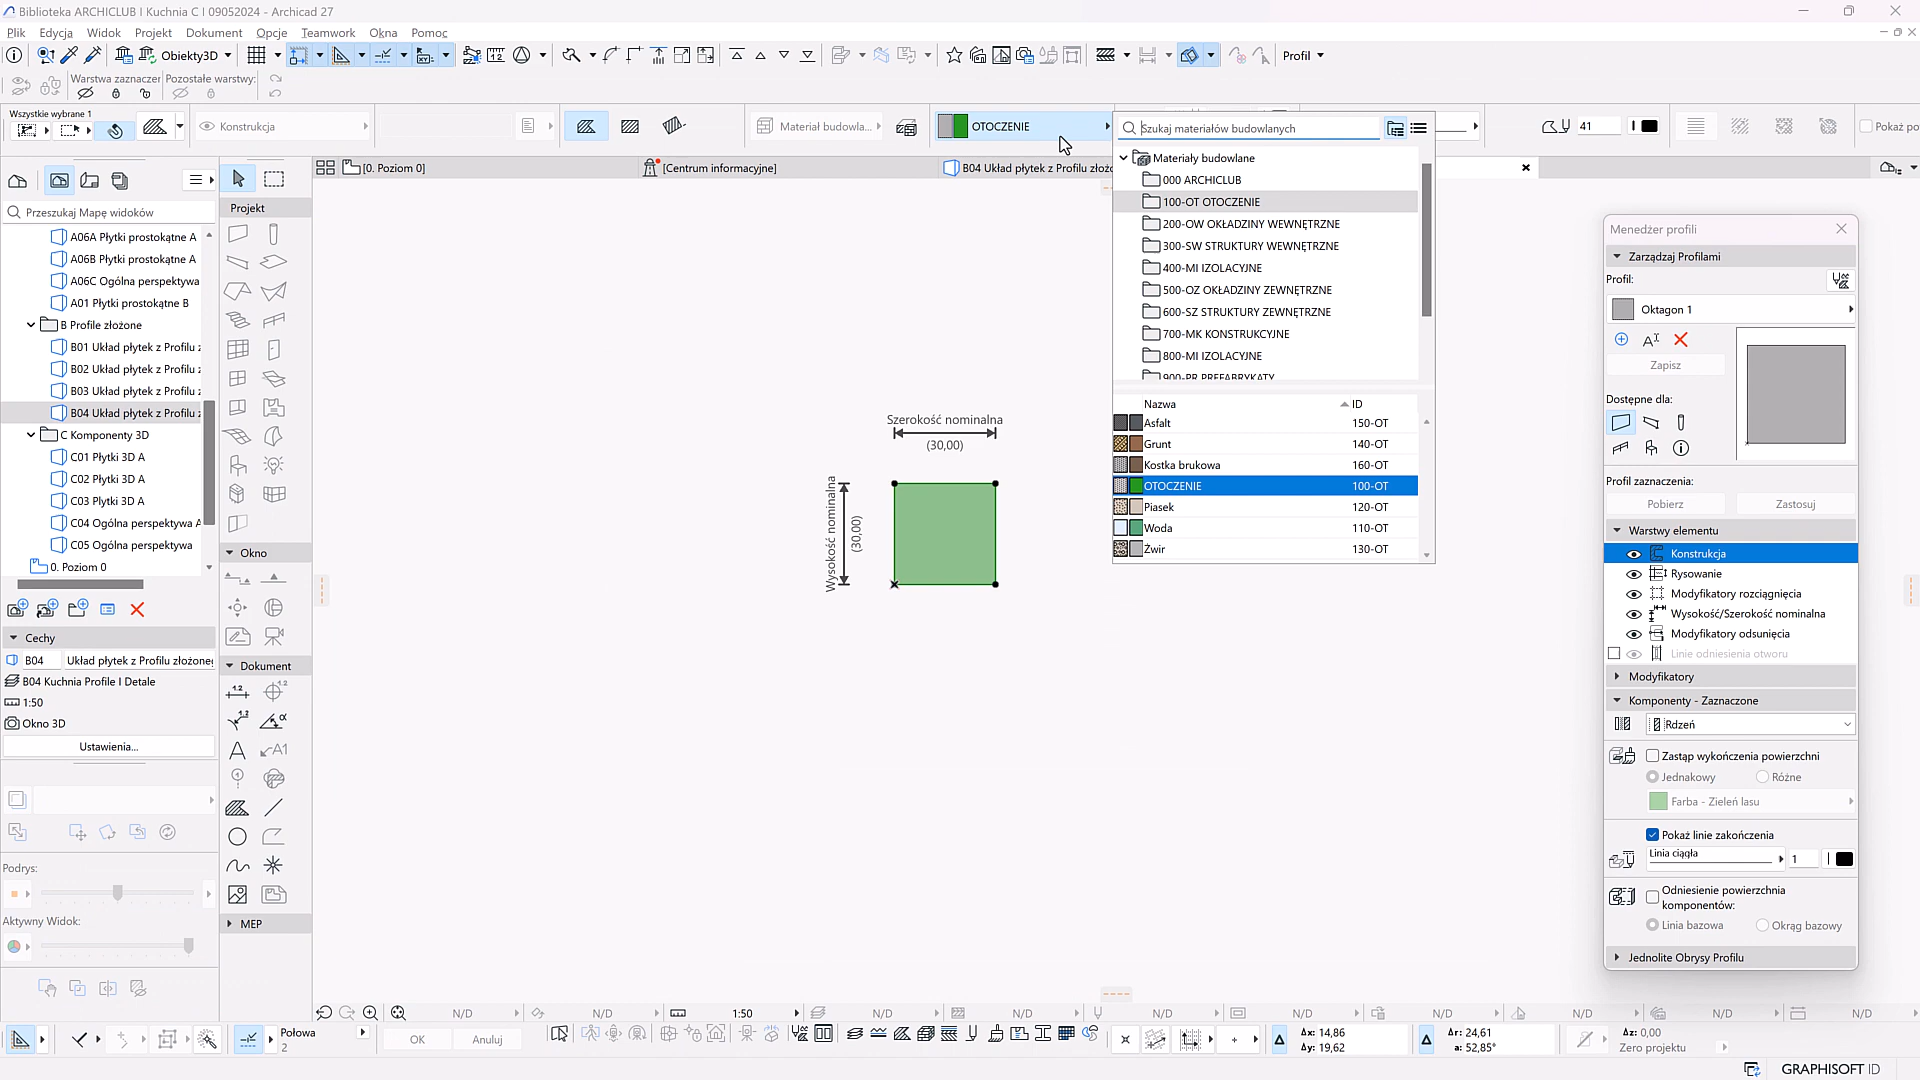 Biblioteka ARCHICLUB I Kuchnia C I 09052024 - Archicad 27
Plik Edycja Widok Projekt Dokument Opcje Teamwork Okna Pomoc
Obiekty3D
Profil
Warstwa zaznaczer Pozostałe warstwy:
Wszystkie wybrane 1
Konstrukcja
Materiał budowla...
OTOCZENIE
41
Pokaż po
[0. Poziom 0]
[Centrum informacyjne]
B04 Układ płytek z Profilu złożo
Przeszukaj Mapę widoków
A06A Płytki prostokątne A
A06B Płytki prostokątne A
A06C Ogólna perspektywa
A01 Płytki prostokątne B
B Profile złożone
B01 Układ płytek z Profilu z
B02 Układ płytek z Profilu z
B03 Układ płytek z Profilu z
B04 Układ płytek z Profilu z
C Komponenty 3D
C01 Płytki 3D A
C02 Płytki 3D A
C03 Płytki 3D A
C04 Ogólna perspektywa A
C05 Ogólna perspektywa
0. Poziom 0
Cechy
B04 Układ płytek z Profilu złożoneg
B04 Kuchnia Profile I Detale
1:50
Okno 3D
Ustawienia...
Podrys:
Aktywny Widok:
Projekt
Okno
Dokument
MEP
Szerokość nominalna
(30,00)
Wysokość nominalna
(30,00)
Szukaj materiałów budowlanych
Materiały budowlane
000 ARCHICLUB
100-OT OTOCZENIE
200-OW OKŁADZINY WEWNĘTRZNE
300-SW STRUKTURY WEWNĘTRZNE
400-MI IZOLACYJNE
500-OZ OKŁADZINY ZEWNĘTRZNE
600-SZ STRUKTURY ZEWNĘTRZNE
700-MK KONSTRUKCYJNE
800-MI IZOLACYJNE
900-PR PREFABRYKATY
Nazwa ID
Asfalt 150-OT
Grunt 140-OT
Kostka brukowa 160-OT
OTOCZENIE 100-OT
Piasek 120-OT
Woda 110-OT
Żwir 130-OT
Menedżer profili
Zarządzaj Profilami
Profil:
Oktagon 1
Zapisz
Dostępne dla:
Profil zaznaczenia:
Pobierz Zastosuj
Warstwy elementu
Konstrukcja
Rysowanie
Modyfikatory rozciągnięcia
Wysokość/Szerokość nominalna
Modyfikatory odsunięcia
Linie odniesienia otworu
Modyfikatory
Komponenty - Zaznaczone
Rdzeń
Zastąp wykończenia powierzchni
Jednakowy Różne
Farba - Zieleń lasu
Pokaż linie zakończenia
Linia ciągła 1
Odniesienie powierzchnia
komponentów:
Linia bazowa Okrąg bazowy
Jednolite Obrysy Profilu
N/D N/D 1:50 N/D N/D N/D N/D N/D N/D N/D N/D
Połowa
2
OK Anuluj
Δx: 14,86
Δy: 19,62
Δr: 24,61
a: 52,85°
Δz: 0,00
Zero projektu
GRAPHISOFT ID